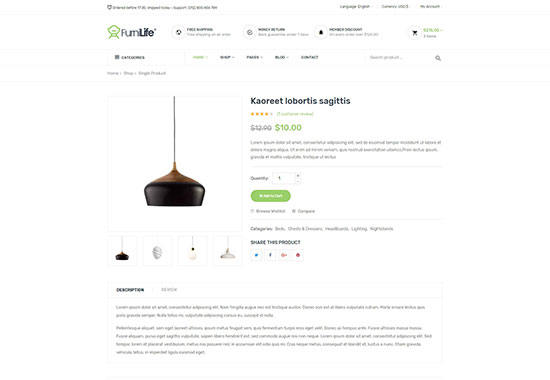 Ordered before 17:30, shipped today - Support: (012) 800 456 789
Language: English
Currency: USD $
My Account
FurniLife®
FREE SHIPPING
Free shipping on all order
MONEY RETURN
Back guarantee under 7 days
MEMBER DISCOUNT
On every order over $120.00
$215.00
3 items
CATEGORIES
HOME
SHOP
PAGES
BLOG
CONTACT
Search product ...
Home / Shop / Single Product
Kaoreet lobortis sagittis
(1 customer review)
$12.90 $10.00
Lorem ipsum dolor sit amet, consectetur adipiscing elit, sed do eiusmod tempor incididunt ut labore et
dolore magna aliqua. Ut enim ad minim veniam, quis nostrud exercitation ullamco,Proin lectus ipsum,
gravida et mattis vulputate, tristique ut lectus
Quantity:
1
Add to Cart
Browse Wishlist
Compare
Categories: Beds, Chests & Dressers, Headboards, Lighting, Nightstands
SHARE THIS PRODUCT
DESCRIPTION
REVIEW
Lorem ipsum dolor sit amet, consectetur adipiscing elit. Nam fringilla augue nec est tristique auctor. Donec non est at libero vulputate rutrum. Morbi ornare lectus quis
justo gravida semper. Nulla tellus mi, vulputate adipiscing cursus eu, suscipit id nulla.
Pellentesque aliquet, sem eget laoreet ultrices, ipsum metus feugiat sem, quis fermentum turpis eros eget velit. Donec ac tempus ante. Fusce ultricies massa massa. Fusce
aliquam, purus eget sagittis vulputate, sapien libero hendrerit est, sed commodo augue nisi non neque. Lorem ipsum dolor sit amet, consectetur adipiscing elit. Sed
tempor, lorem et placerat vestibulum, metus nisi posuere nisl, in accumsan elit odio quis mi. Cras neque metus, consequat et blandit et, luctus a nunc. Etiam gravida
vehicula tellus, in imperdiet ligula euismod eget.